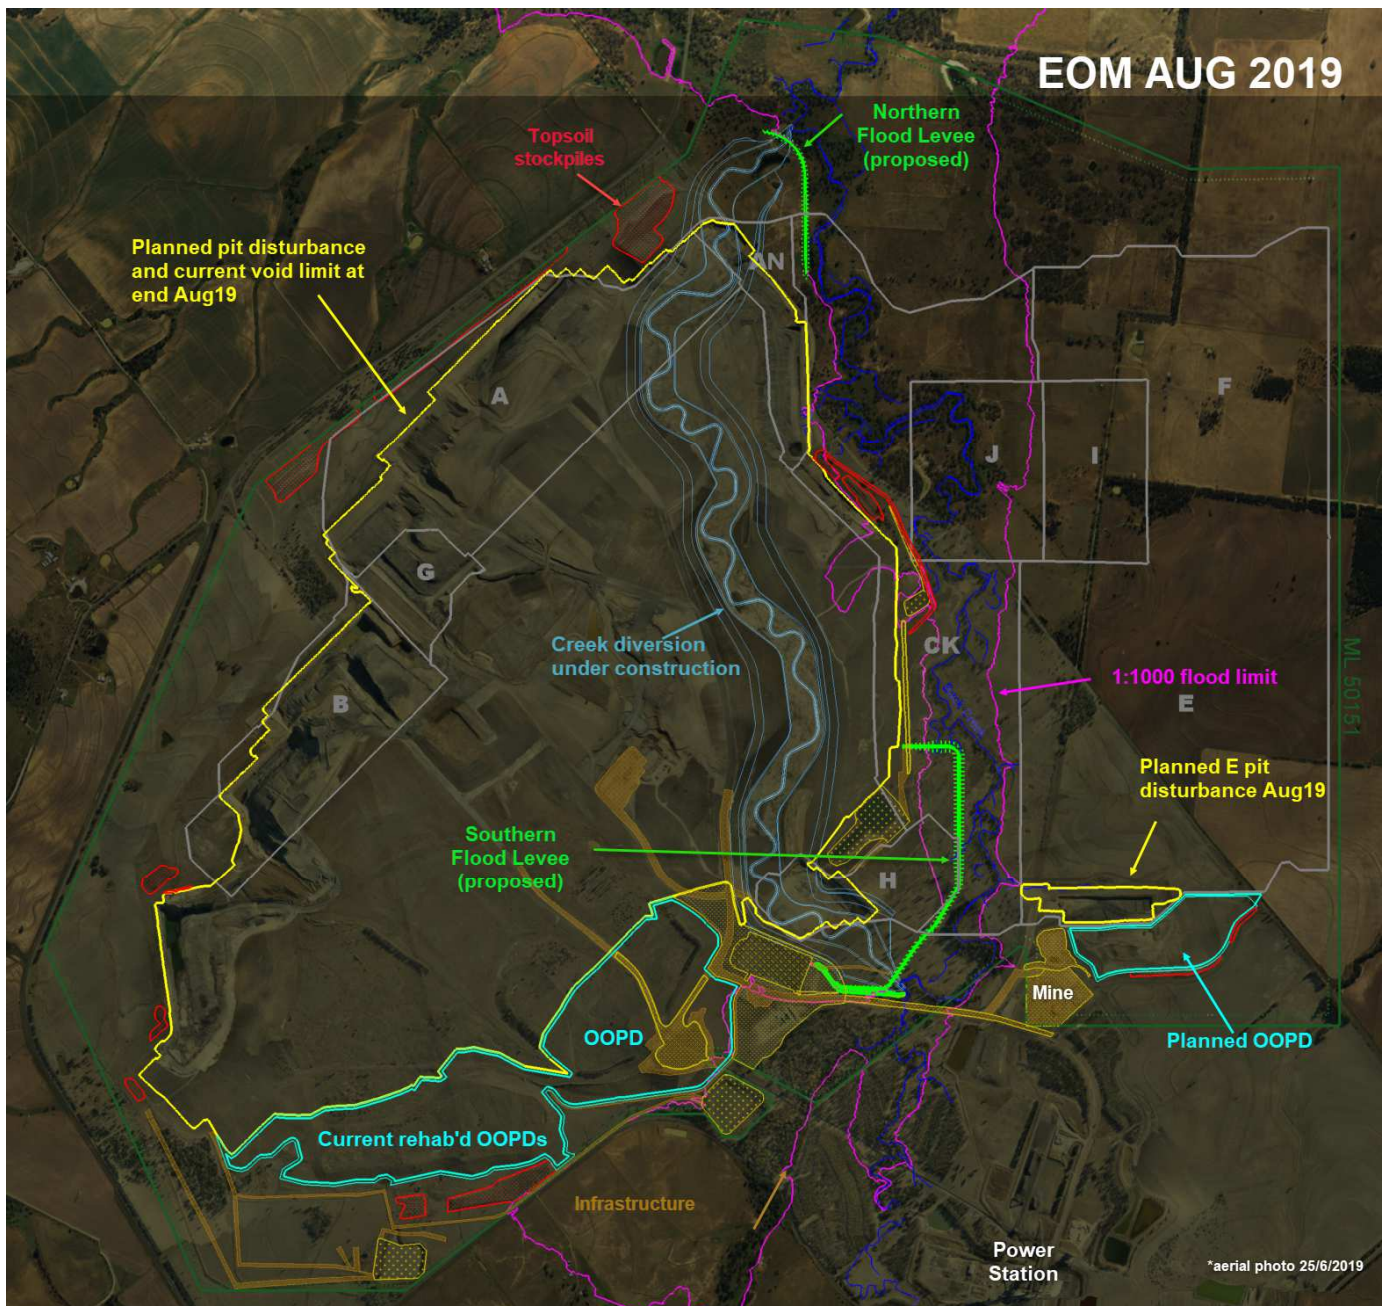 EOM AUG 2019
Northern
Flood Levee
(proposed)
Topsoil
stockpiles
Planned pit disturbance
and current void limit at
end Aug19
AN
A
F
J
I
G
CK
Creek diversion
under construction
1:1000 flood limit
ML 50151
B
E
Planned E pit
disturbance Aug19
Southern
Flood Levee
(proposed)
H
Mine
OOPD
Planned OOPD
Current rehab'd OOPDs
Infrastructure
Power
Station
*aerial photo 25/6/2019